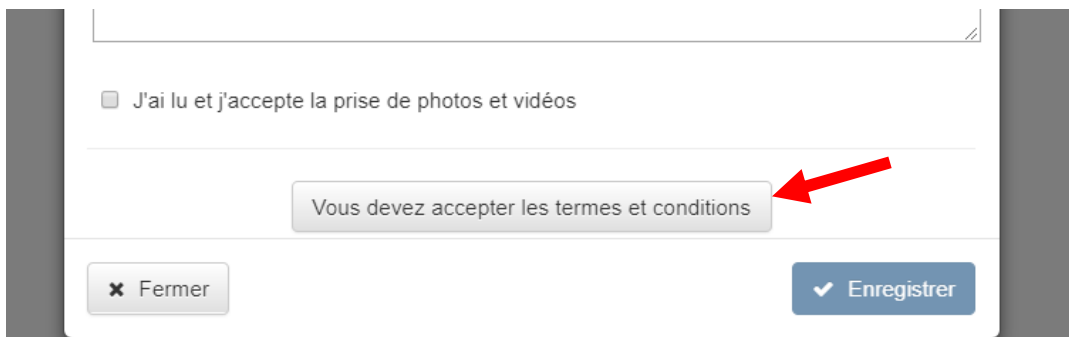 J'ai lu et j'accepte la prise de photos et vidéos
Vous devez accepter les termes et conditions
Fermer
Enregistrer